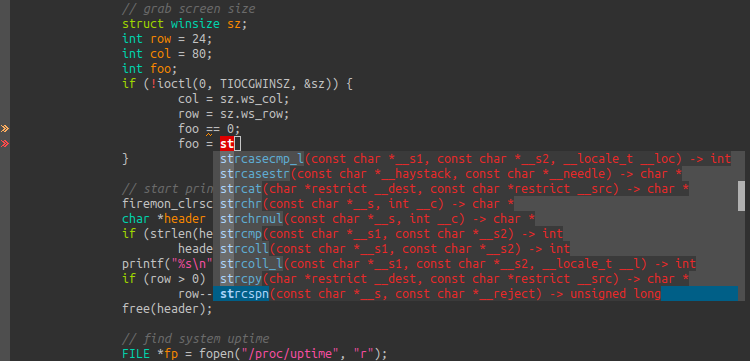 // grab screen size
struct winsize sz;
int row = 24;
int col = 80;
int foo;
if (!ioctl(0, TIOCGWINSZ, &sz)) {
col = sz.ws_col;
row = sz.ws_row;
foo == 0;
foo = st
}
strcasecmp_l(const char *__s1, const char *__s2, __locale_t __loc) -> int
strcasestr(const char *__haystack, const char *__needle) -> char *
// start prin
strcat(char *restrict __dest, const char *restrict __src) -> char *
firemon_clrsc
strchr(const char *__s, int __c) -> char *
char *header
strchrnul(const char *__s, int __c) -> char *
if (strlen(he
strcmp(const char *__s1, const char *__s2) -> int
heade
strcoll(const char *__s1, const char *__s2) -> int
printf("%s\n"
strcoll_l(const char *__s1, const char *__s2, __locale_t __l) -> int
if (row > 0)
strcpy(char *restrict __dest, const char *restrict __src) -> char *
row--
strcspn(const char *__s, const char *__reject) -> unsigned long
free(header);
// find system uptime
FILE *fp = fopen("/proc/uptime", "r");